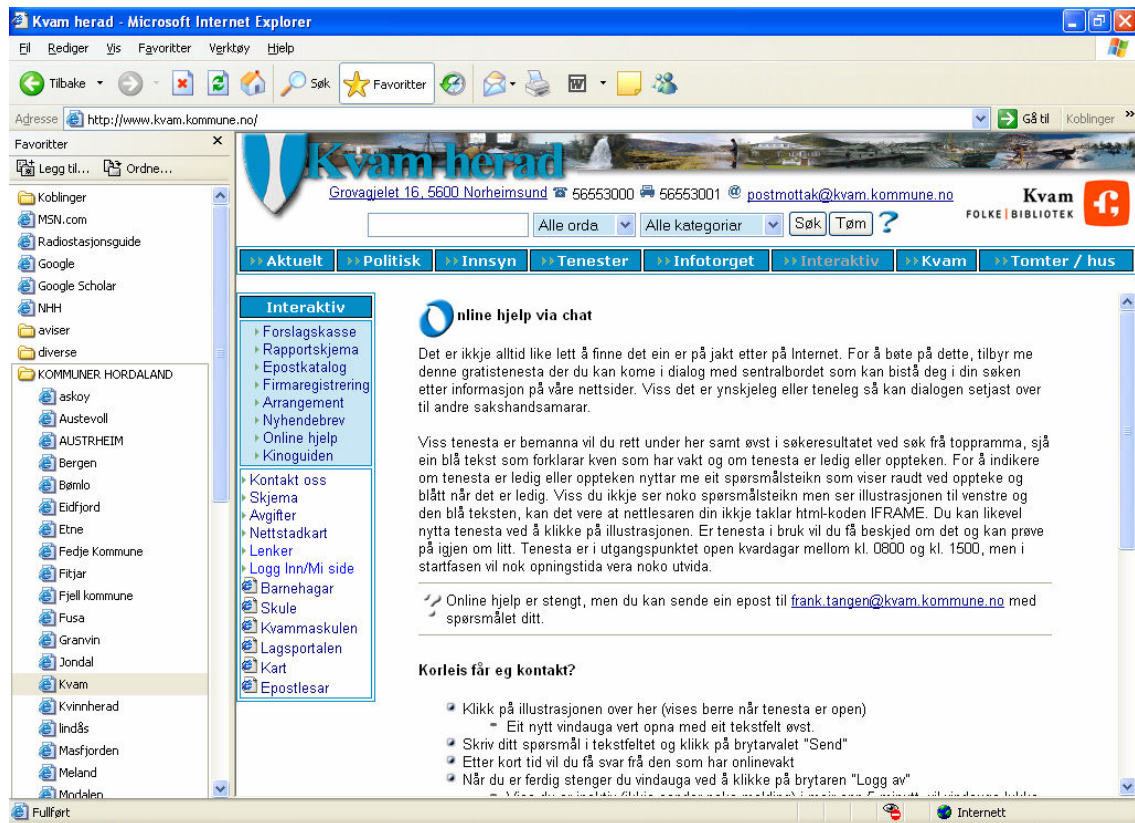 Kvam herad - Microsoft Internet Explorer
Fil Rediger Vis Favoritter Verktøy Hjelp
Tilbake Søk Favoritter
Adresse http://www.kvam.kommune.no/ Gå til Koblinger »
Favoritter
Legg til... Ordne...
Koblinger
MSN.com
Radiostasjonsguide
Google
Google Scholar
NHH
aviser
diverse
KOMMUNER HORDALAND
askoy
Austevoll
AUSTRHEIM
Bergen
Bømlo
Eidfjord
Etne
Fedje Kommune
Fitjar
Fjell kommune
Fusa
Granvin
Jondal
Kvam
Kvinnherad
lindås
Masfjorden
Meland
Modalen
Kvam herad
Grovagjelet 16, 5600 Norheimsund 56553000 56553001 @ postmottak@kvam.kommune.no
Kvam
FOLKE BIBLIOTEK
Alle orda Alle kategoriar Søk Tøm ?
Aktuelt Politisk Innsyn Tenester Infotorget Interaktiv Kvam Tomter / hus
Interaktiv
Forslagskasse
Rapportskjema
Epostkatalog
Firmaregistrering
Arrangement
Nyhendebrev
Online hjelp
Kinoguiden
Kontakt oss
Skjema
Avgifter
Nettstadkart
Lenker
Logg Inn/Mi side
Barnehagar
Skule
Kvammaskulen
Lagsportalen
Kart
Epostlesar
Online hjelp via chat
Det er ikkje alltid like lett å finne det ein er på jakt etter på Internet. For å bøte på dette, tilbyr me
denne gratistenesta der du kan kome i dialog med sentralbordet som kan bistå deg i din søken
etter informasjon på våre nettsider. Viss det er ynskjeleg eller teneleg så kan dialogen setjast over
til andre sakshandsamarar.
Viss tenesta er bemanna vil du rett under her samt øvst i søkeresultatet ved søk frå toppramma, sjå
ein blå tekst som forklarar kven som har vakt og om tenesta er ledig eller oppteken. For å indikere
om tenesta er ledig eller oppteken nyttar me eit spørsmålsteikn som viser raudt ved oppteke og
blått når det er ledig. Viss du ikkje ser noko spørsmålsteikn men ser illustrasjonen til venstre og
den blå teksten, kan det vere at nettlesaren din ikkje taklar html-koden IFRAME. Du kan likevel
nytta tenesta ved å klikke på illustrasjonen. Er tenesta i bruk vil du få beskjed om det og kan prøve
på igjen om litt. Tenesta er i utgangspunktet open kvardagar mellom kl. 0800 og kl. 1500, men i
startfasen vil nok opningstida vera noko utvida.
Online hjelp er stengt, men du kan sende ein epost til frank.tangen@kvam.kommune.no med
spørsmålet ditt.
Korleis får eg kontakt?
Klikk på illustrasjonen over her (vises berre når tenesta er open)
Eit nytt vindauga vert opna med eit tekstfelt øvst.
Skriv ditt spørsmål i tekstfeltet og klikk på brytarvalet "Send"
Etter kort tid vil du få svar frå den som har onlinevakt
Når du er ferdig stenger du vindauga ved å klikke på brytaren "Logg av"
Fullført Internett